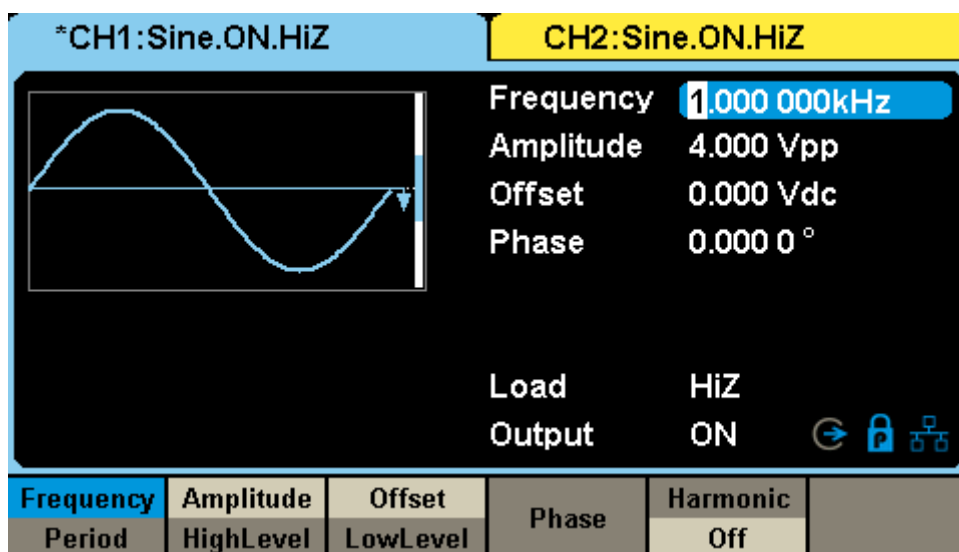 *CH1:Sine.ON.HiZ CH2:Sine.ON.HiZ
Frequency 1.000 000kHz
Amplitude 4.000 Vpp
Offset 0.000 Vdc
Phase 0.000 0 °
Load HiZ
Output ON
Frequency Amplitude Offset Phase Harmonic
Period HighLevel LowLevel Off